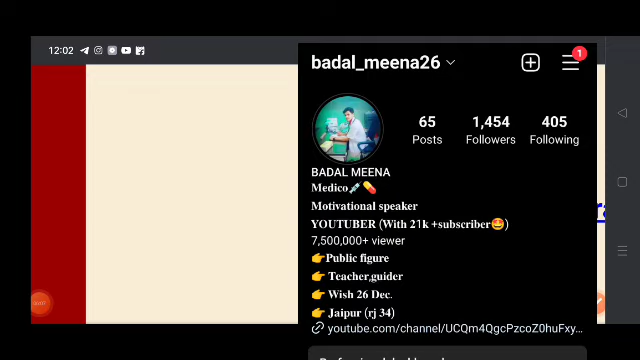 12:02
badal_meena26
1
65 1,454 405
Posts Followers Following
BADAL MEENA
Medico💉💊
Motivational speaker
YOUTUBER (With 21k +subscriber🤩)
7,500,000+ viewer
👉Public figure
👉 Teacher,guider
👉 Wish 26 Dec.
👉 Jaipur (rj 34)
youtube.com/channel/UCQm4QgcPzcoZ0huFxy...
00:07